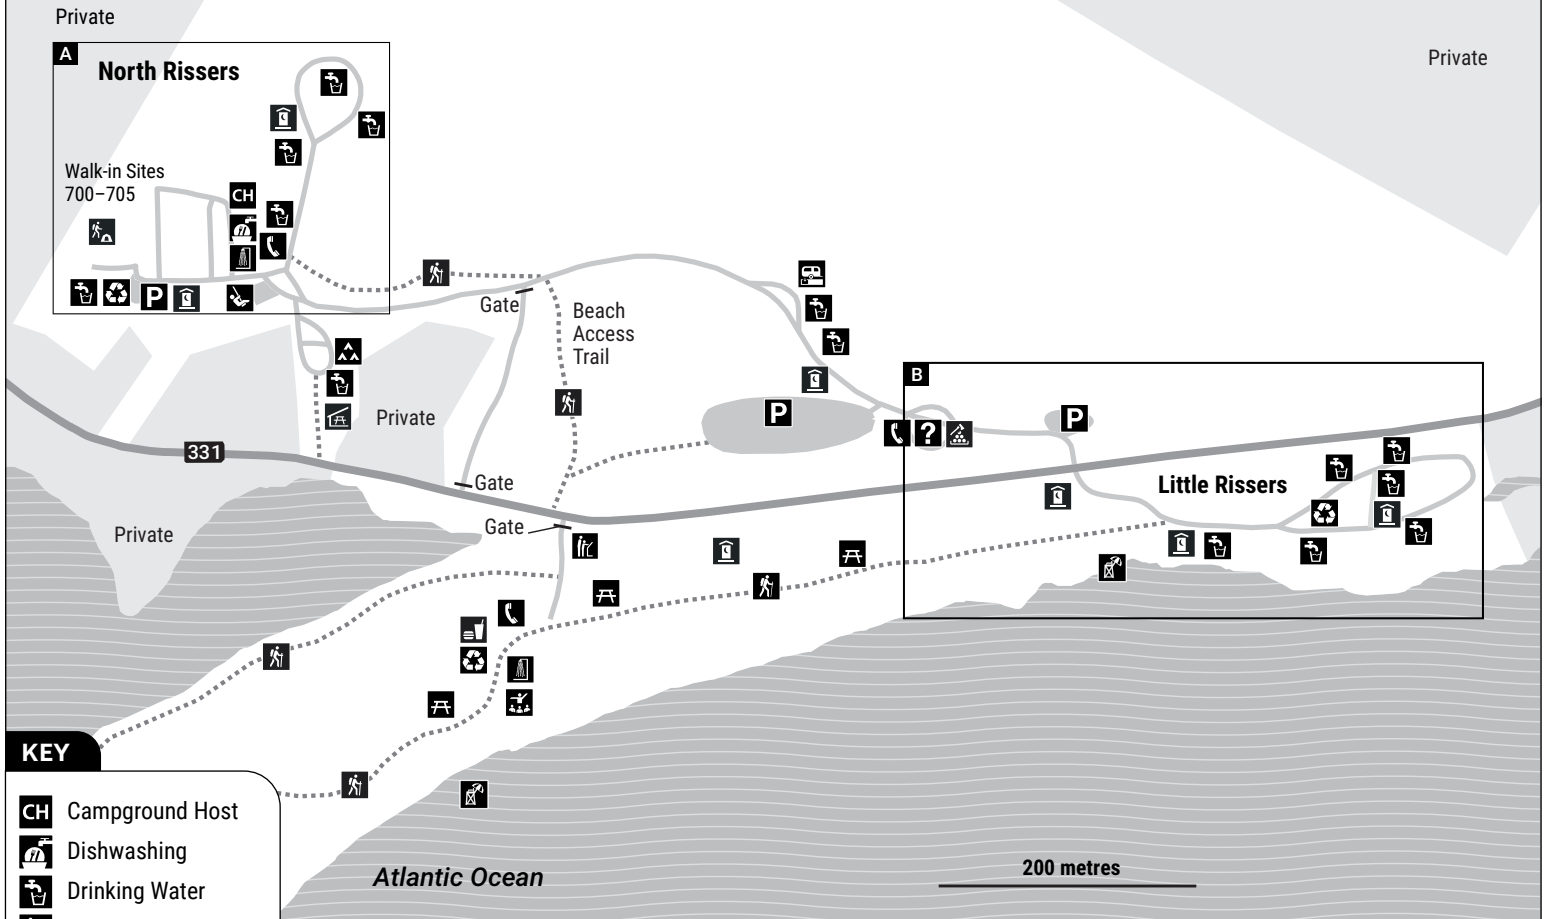 Private
Private
A
North Rissers
Walk-in Sites
700–705
CH
P
Gate
Beach
Access
Trail
Private
P
B
?
P
331
Gate
Little Rissers
Gate
Private
KEY
CH Campground Host
Dishwashing
Drinking Water
Atlantic Ocean
200 metres